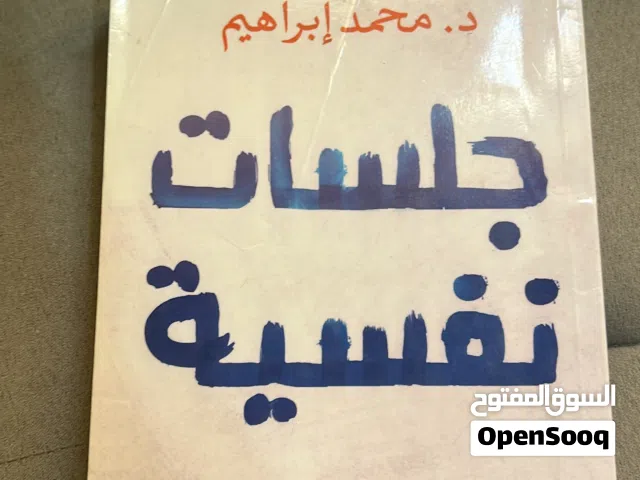 د. محمد إبراهيم
جلسات
نفسية
السوق المفتوح
OpenSooq